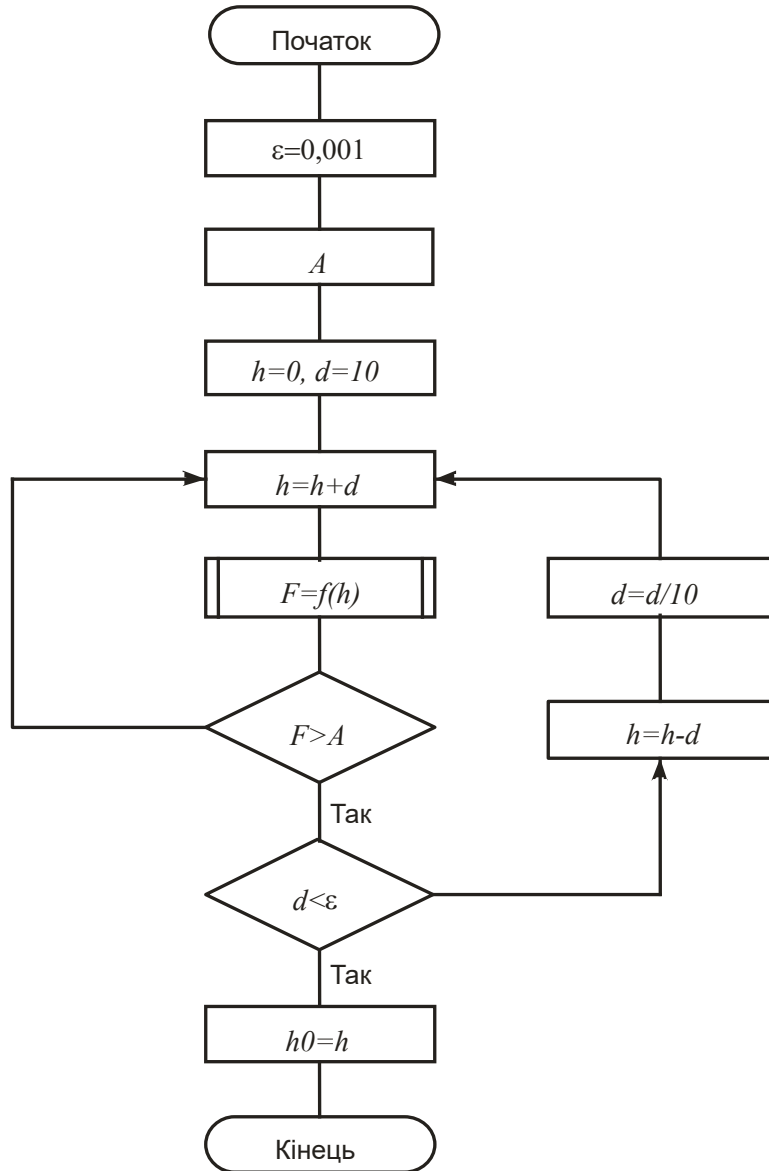 Початок
ε=0,001
A
h=0, d=10
h=h+d
F=f(h)
d=d/10
F>A
h=h-d
Так
d<ε
Так
h0=h
Кінець